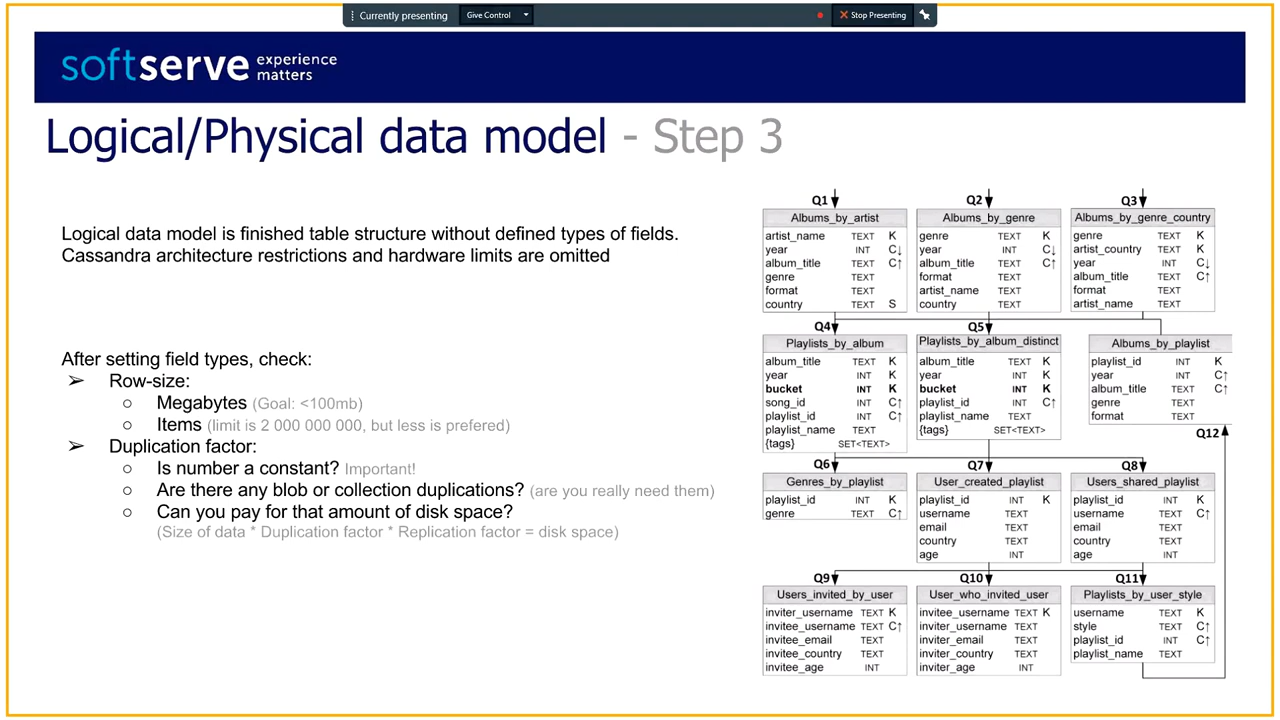 Currently presenting
Give Control
Stop Presenting
softserve experience matters
Logical/Physical data model - Step 3
Logical data model is finished table structure without defined types of fields.
Cassandra architecture restrictions and hardware limits are omitted
After setting field types, check:
➢ Row-size:
○ Megabytes (Goal: <100mb)
○ Items (limit is 2 000 000 000, but less is prefered)
➢ Duplication factor:
○ Is number a constant? Important!
○ Are there any blob or collection duplications? (are you really need them)
○ Can you pay for that amount of disk space?
(Size of data * Duplication factor * Replication factor = disk space)
Q1
Albums_by_artist
artist_name TEXT K
year INT C↓
album_title TEXT C↑
genre TEXT
format TEXT
country TEXT S
Q2
Albums_by_genre
genre TEXT K
year INT C↓
album_title TEXT C↑
format TEXT
artist_name TEXT
country TEXT
Q3
Albums_by_genre_country
genre TEXT K
artist_country TEXT K
year INT C↓
album_title TEXT C↑
format TEXT
artist_name TEXT
Q4
Playlists_by_album
album_title TEXT K
year INT K
bucket INT K
song_id INT C↑
playlist_id INT C↑
playlist_name TEXT
{tags} SET<TEXT>
Q5
Playlists_by_album_distinct
album_title TEXT K
year INT K
bucket INT K
playlist_id INT C↑
playlist_name TEXT
{tags} SET<TEXT>
Albums_by_playlist
playlist_id INT K
year INT C↑
album_title TEXT C↑
genre TEXT
format TEXT
Q12
Q6
Genres_by_playlist
playlist_id INT K
genre TEXT C↑
Q7
User_created_playlist
playlist_id INT K
username TEXT
email TEXT
country TEXT
age INT
Q8
Users_shared_playlist
playlist_id INT K
username TEXT C↑
email TEXT
country TEXT
age INT
Q9
Users_invited_by_user
inviter_username TEXT K
invitee_username TEXT C↑
invitee_email TEXT
invitee_country TEXT
invitee_age INT
Q10
User_who_invited_user
invitee_username TEXT K
inviter_username TEXT
inviter_email TEXT
inviter_country TEXT
inviter_age INT
Q11
Playlists_by_user_style
username TEXT K
style TEXT C↑
playlist_id INT C↑
playlist_name TEXT